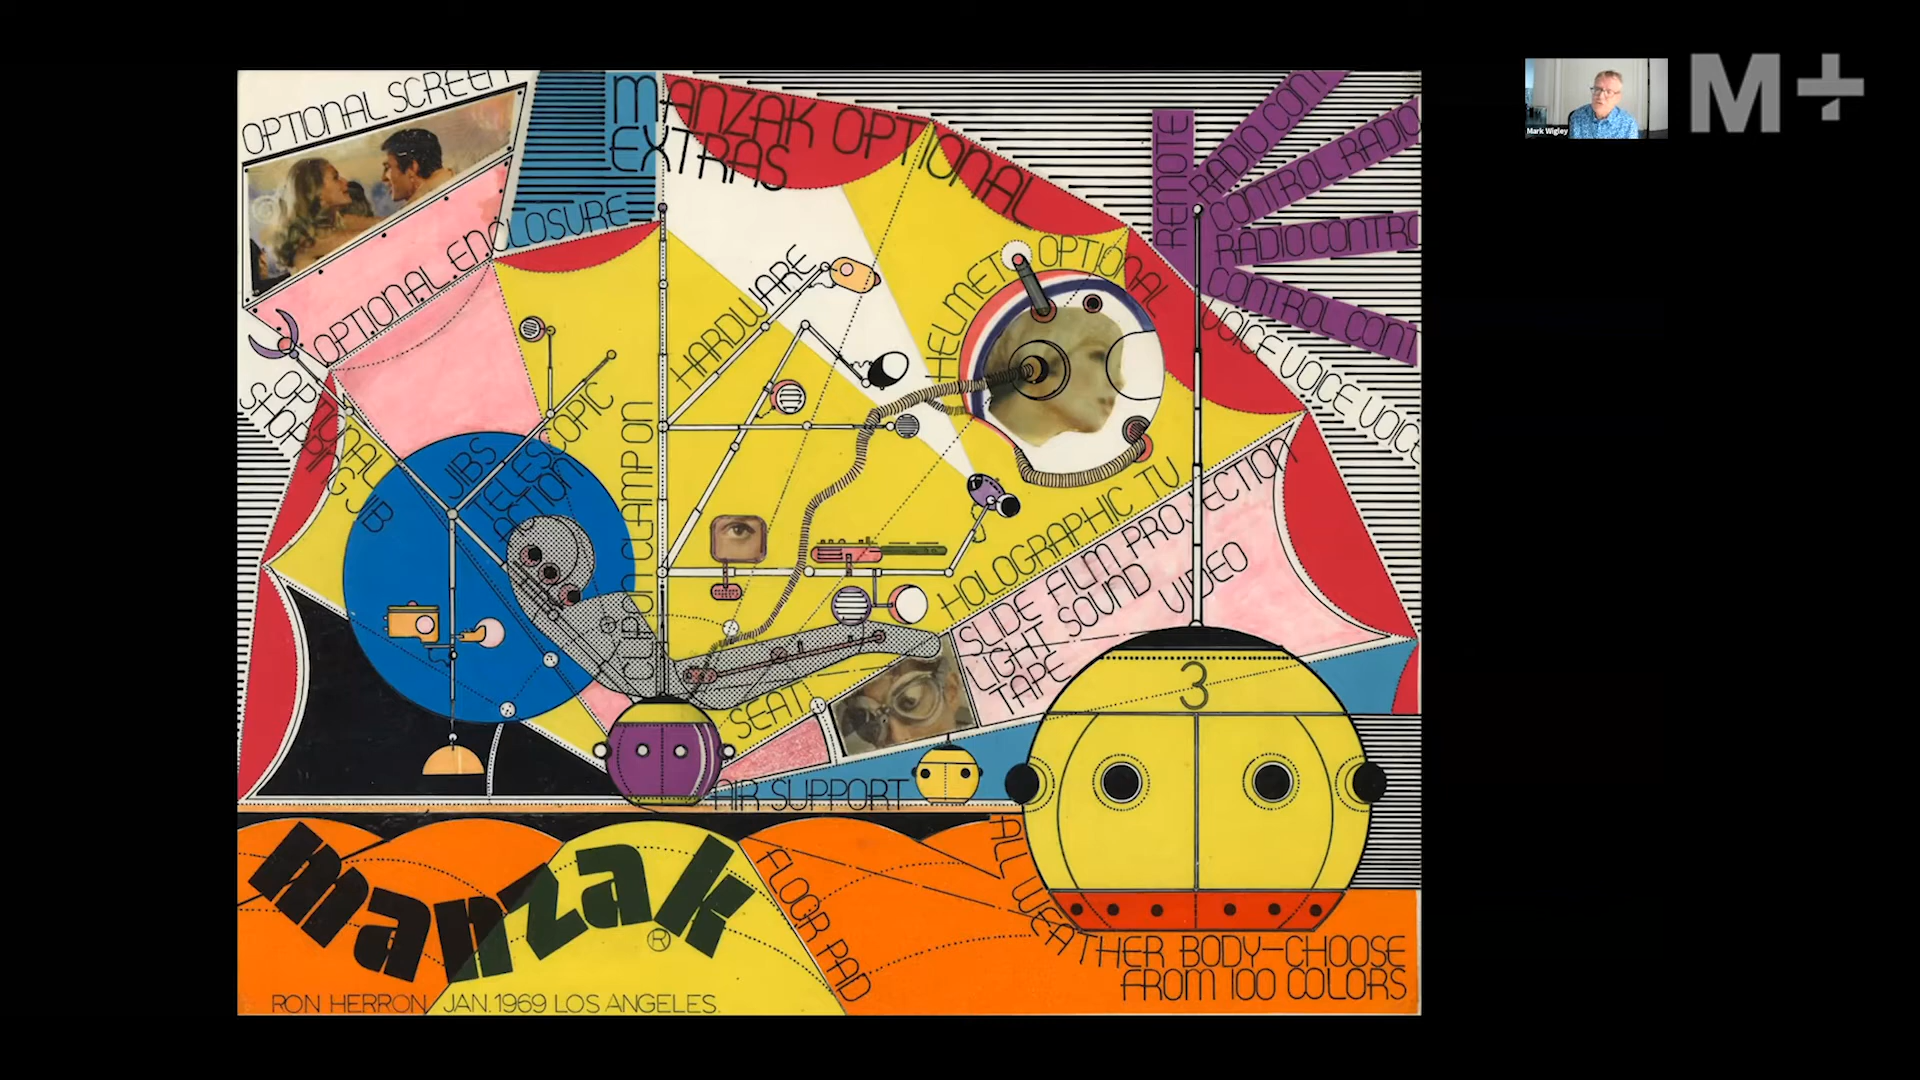 OPTIONAL SCREEN
MANZAK OPTIONAL
EXTRAS
OPTIONAL ENCLOSURE
REMOTE
RADIO CONT
CONTROL RADIO
RADIO CONTRO
CONTROL CONT
VOICE VOICE VOICE
M+
Mark Wigley
HARDWARE
HELMET OPTIONAL
OPTIONAL JIB
JIBS
TELESCOPIC
ACTION
CLIP ON CLAMP ON
HOLOGRAPHIC TV
SLIDE FILM PROJECTION
LIGHT SOUND VIDEO
TAPE
SEAT
AIR SUPPORT
3
manzak
®
FLOOR PAD
ALL WEATHER BODY-CHOOSE
FROM 100 COLORS
RON HERRON JAN.1969 LOS ANGELES.